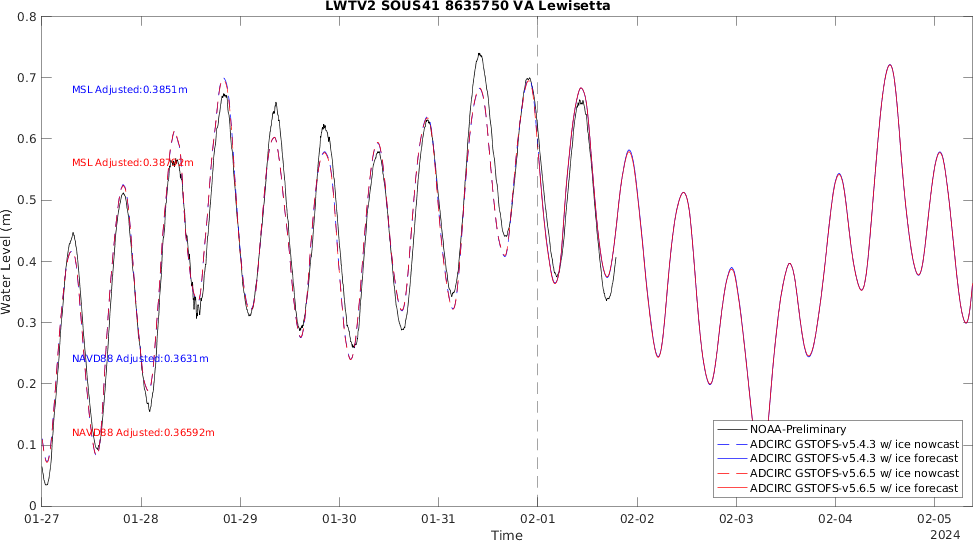 LWTV2 SOUS41 8635750 VA Lewisetta
0.8
0.7
0.6
0.5
0.4
0.3
0.2
0.1
0
Water Level (m)
MSL Adjusted:0.3851m
MSL Adjusted:
NAVD88 Adjusted:0.3631m
NAVD88 Adjusted:0.36592m
NOAA-Preliminary
ADCIRC GSTOFS-v5.4.3 w/ ice nowcast
ADCIRC GSTOFS-v5.4.3 w/ ice forecast
ADCIRC GSTOFS-v5.6.5 w/ ice nowcast
ADCIRC GSTOFS-v5.6.5 w/ ice forecast
01-27 01-28 01-29 01-30 01-31 02-01 02-02 02-03 02-04 02-05
Time
2024